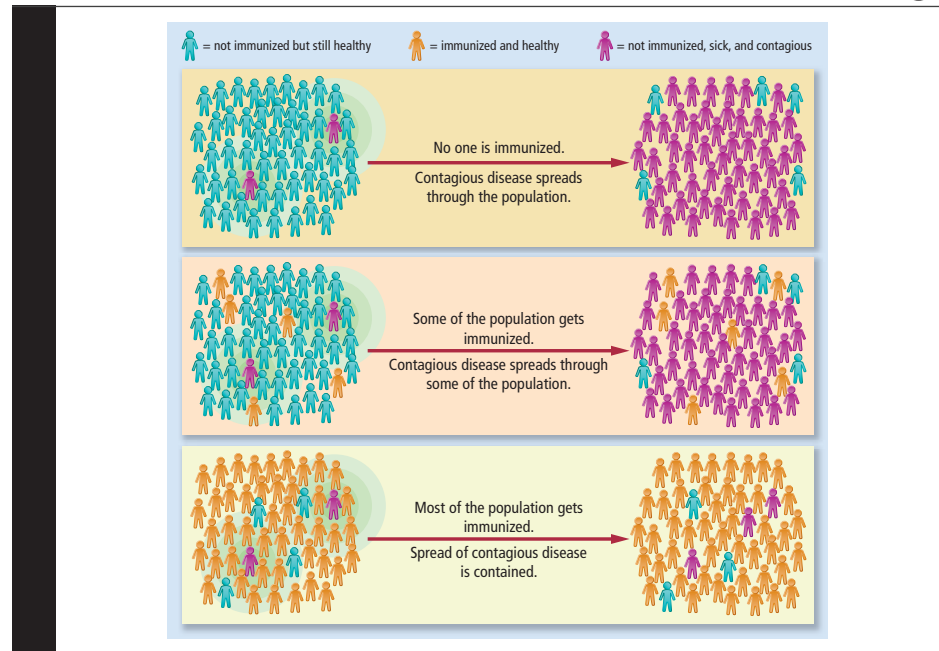 = not immunized but still healthy
= immunized and healthy
= not immunized, sick, and contagious
No one is immunized.
Contagious disease spreads
through the population.
Some of the population gets
immunized.
Contagious disease spreads through
some of the population.
Most of the population gets
immunized.
Spread of contagious disease
is contained.